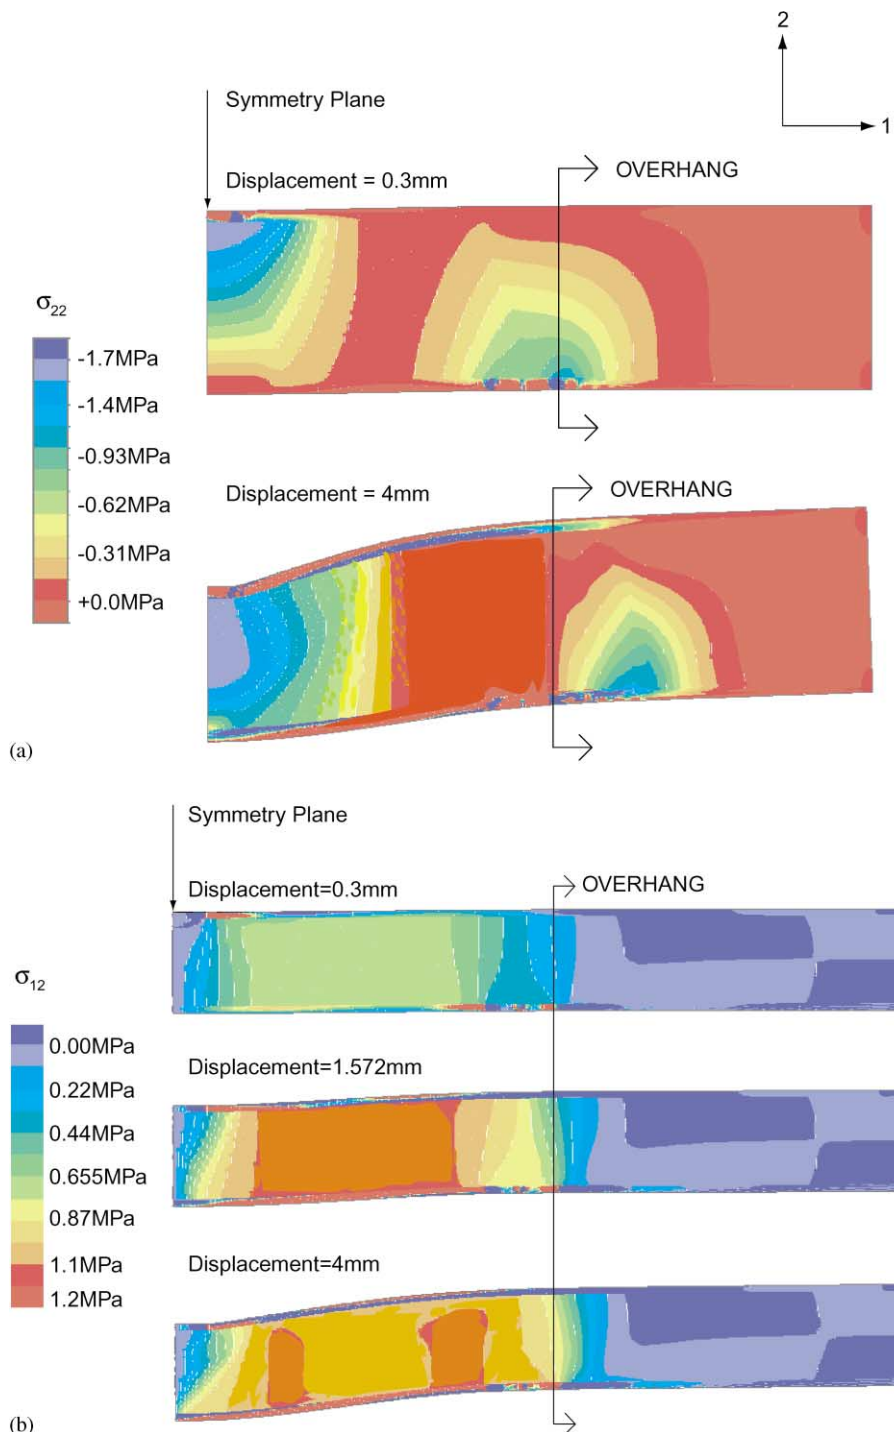 2
1
Symmetry Plane
Displacement = 0.3mm
OVERHANG
σ22
-1.7MPa
-1.4MPa
-0.93MPa
-0.62MPa
-0.31MPa
+0.0MPa
Displacement = 4mm
OVERHANG
(a)
Symmetry Plane
Displacement=0.3mm
OVERHANG
σ12
0.00MPa
0.22MPa
0.44MPa
0.655MPa
0.87MPa
1.1MPa
1.2MPa
Displacement=1.572mm
Displacement=4mm
(b)